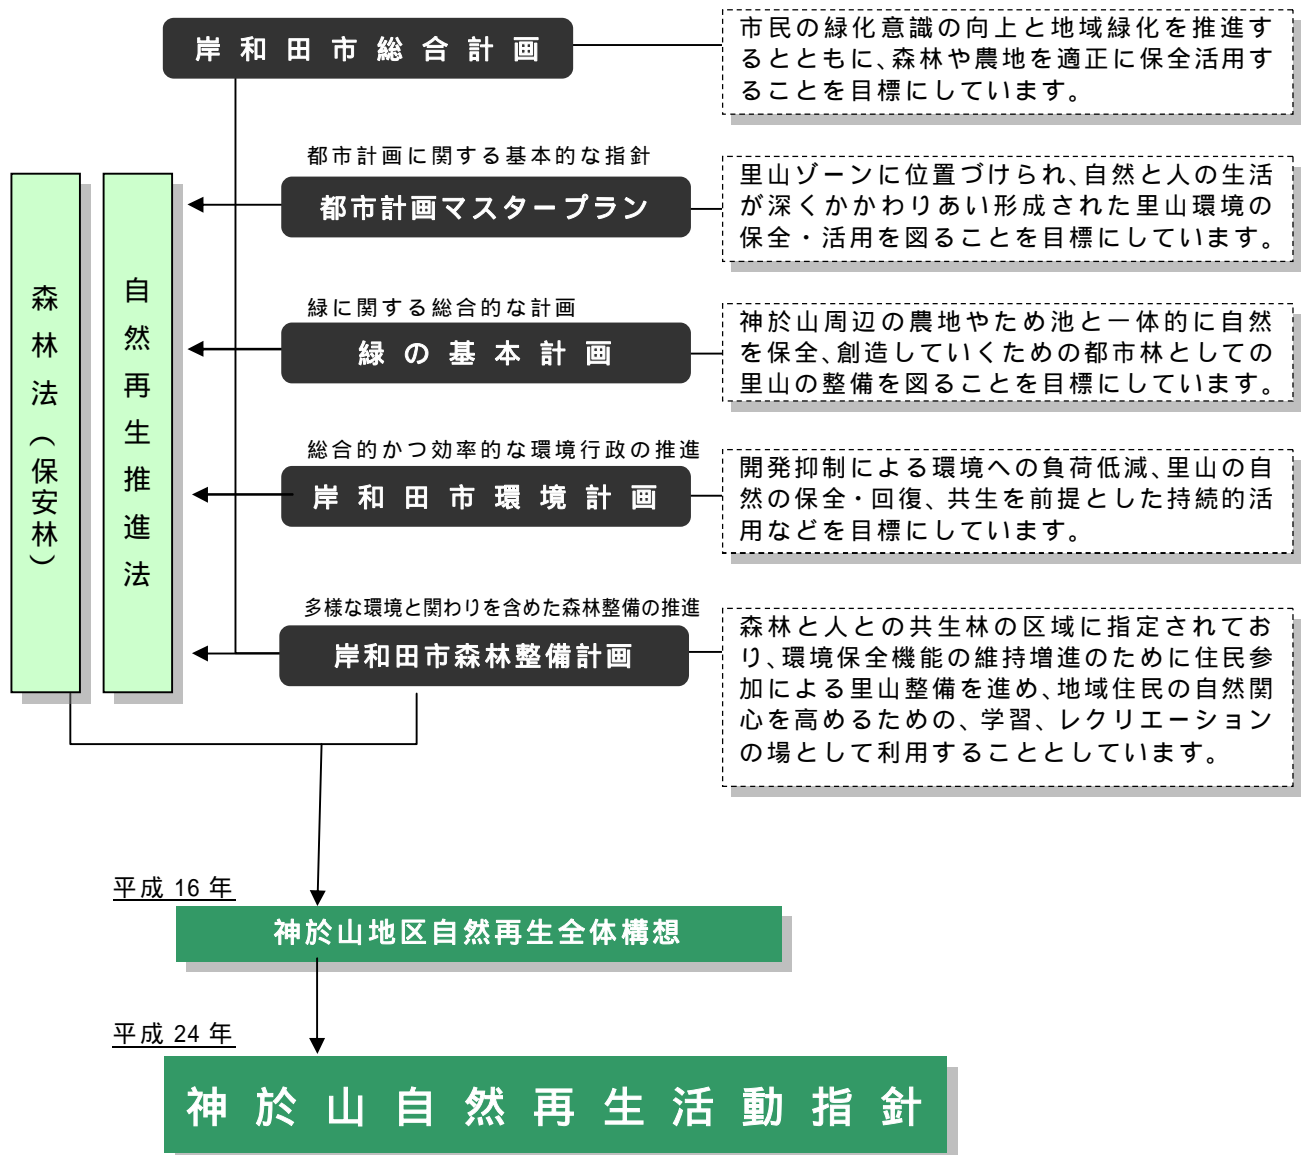 岸和田市総合計画
市民の緑化意識の向上と地域緑化を推進す
るとともに、森林や農地を適正に保全活用す
ることを目標にしています。
森林法(保安林)
自然再生推進法
都市計画に関する基本的な指針
都市計画マスタープラン
里山ゾーンに位置づけられ、自然と人の生活
が深くかかわりあい形成された里山環境の
保全・活用を図ることを目標にしています。
緑に関する総合的な計画
緑の基本計画
神於山周辺の農地やため池と一体的に自然
を保全、創造していくための都市林としての
里山の整備を図ることを目標にしています。
総合的かつ効率的な環境行政の推進
岸和田市環境計画
開発抑制による環境への負荷低減、里山の自
然の保全・回復、共生を前提とした持続的活
用などを目標にしています。
多様な環境と関わりを含めた森林整備の推進
岸和田市森林整備計画
森林と人との共生林の区域に指定されてお
り、環境保全機能の維持増進のために住民参
加による里山整備を進め、地域住民の自然関
心を高めるための、学習、レクリエーション
の場として利用することとしています。
平成 16 年
神於山地区自然再生全体構想
平成 24 年
神於山自然再生活動指針